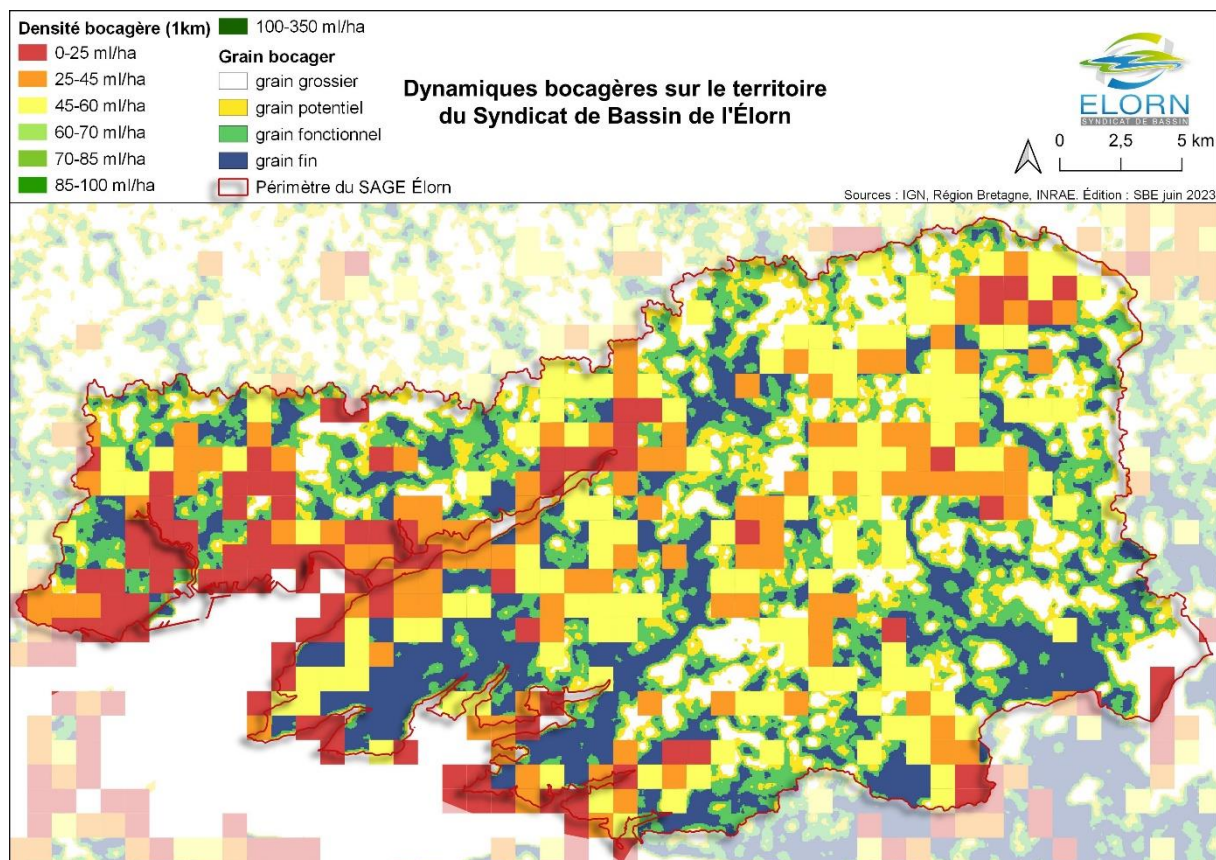 Densité bocagère (1km)
0-25 ml/ha
25-45 ml/ha
45-60 ml/ha
60-70 ml/ha
70-85 ml/ha
85-100 ml/ha
100-350 ml/ha
Grain bocager
grain grossier
grain potentiel
grain fonctionnel
grain fin
Périmètre du SAGE Élorn
Dynamiques bocagères sur le territoire
du Syndicat de Bassin de l'Élorn
ELORN
SYNDICAT DE BASSIN
0 2,5 5 km
Sources : IGN, Région Bretagne, INRAE. Édition : SBE juin 2023